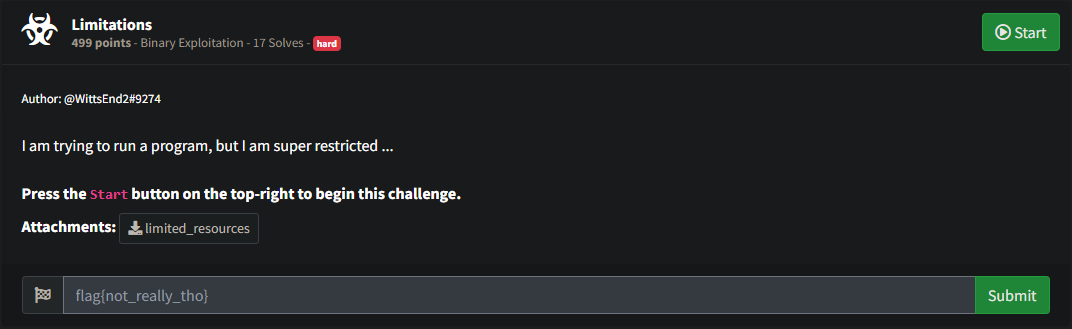 Limitations
499 points - Binary Exploitation - 17 Solves - hard
Start
Author: @WittsEnd2#9274
I am trying to run a program, but I am super restricted ...
Press the Start button on the top-right to begin this challenge.
Attachments: limited_resources
flag{not_really_tho}
Submit